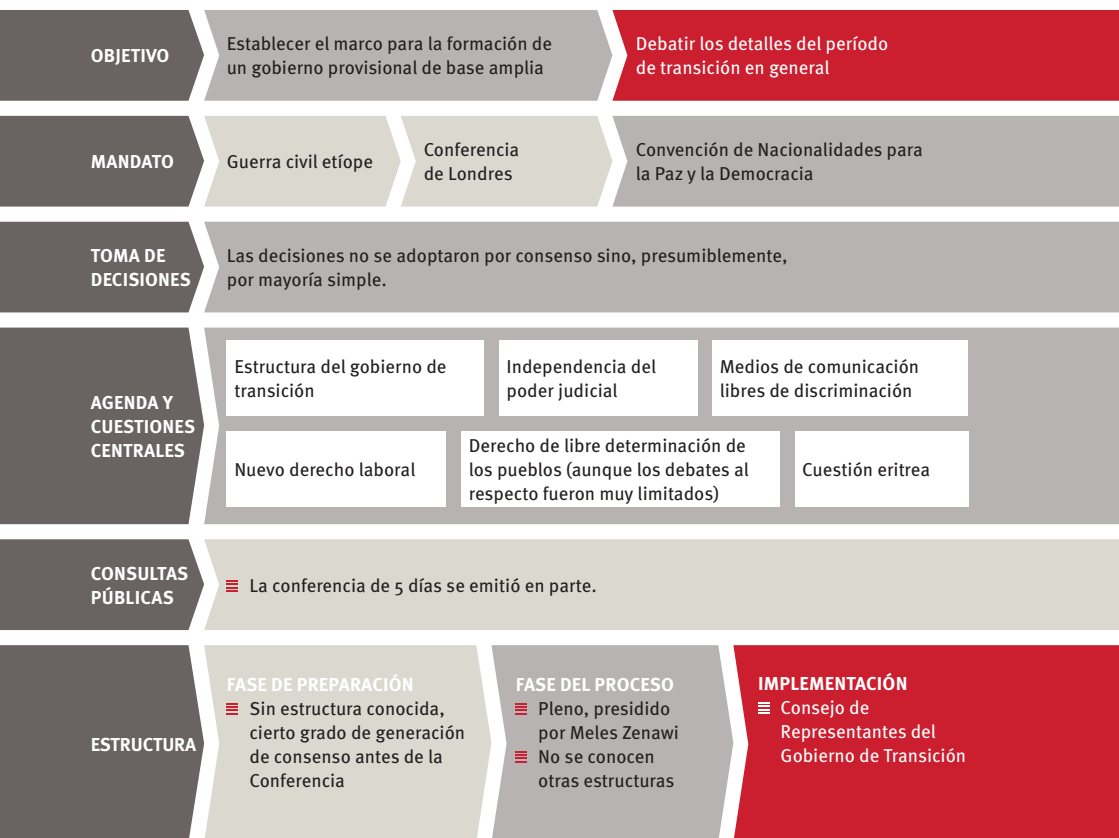 OBJETIVO
Establecer el marco para la formación de
un gobierno provisional de base amplia
Debatir los detalles del período
de transición en general
MANDATO
Guerra civil etíope
Conferencia
de Londres
Convención de Nacionalidades para
la Paz y la Democracia
TOMA DE
DECISIONES
Las decisiones no se adoptaron por consenso sino, presumiblemente,
por mayoría simple.
AGENDA Y
CUESTIONES
CENTRALES
Estructura del gobierno de
transición
Independencia del
poder judicial
Medios de comunicación
libres de discriminación
Nuevo derecho laboral
Derecho de libre determinación de
los pueblos (aunque los debates al
respecto fueron muy limitados)
Cuestión eritrea
CONSULTAS
PÚBLICAS
La conferencia de 5 días se emitió en parte.
ESTRUCTURA
FASE DE PREPARACIÓN
Sin estructura conocida,
cierto grado de generación
de consenso antes de la
Conferencia
FASE DEL PROCESO
Pleno, presidido
por Meles Zenawi
No se conocen
otras estructuras
IMPLEMENTACIÓN
Consejo de
Representantes del
Gobierno de Transición